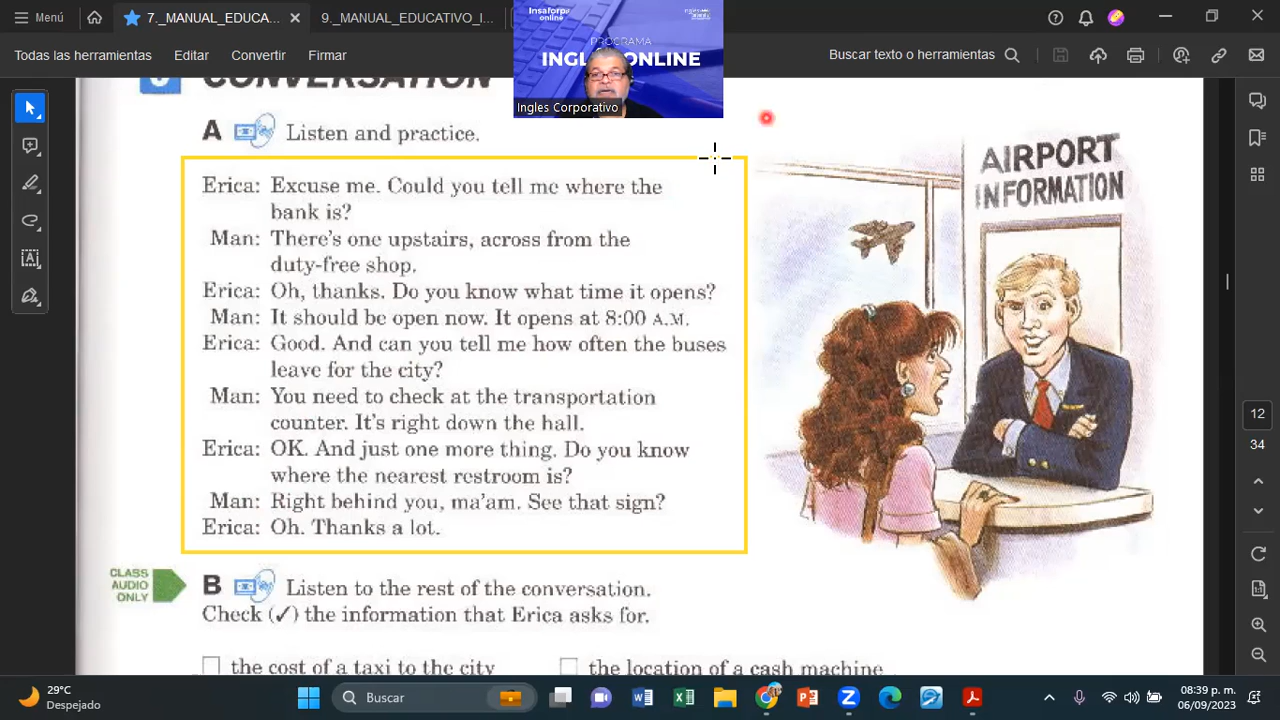 Menú
7._MANUAL_EDUCA...
9._MANUAL_EDUCATIVO_I...
Insaforp
online
PROGRAMA
INGLÉS ONLINE
Ingles Corporativo
Todas las herramientas
Editar
Convertir
Firmar
Buscar texto o herramientas
CONVERSATION
A Listen and practice.
Erica: Excuse me. Could you tell me where the
bank is?
Man: There's one upstairs, across from the
duty-free shop.
Erica: Oh, thanks. Do you know what time it opens?
Man: It should be open now. It opens at 8:00 A.M.
Erica: Good. And can you tell me how often the buses
leave for the city?
Man: You need to check at the transportation
counter. It's right down the hall.
Erica: OK. And just one more thing. Do you know
where the nearest restroom is?
Man: Right behind you, ma'am. See that sign?
Erica: Oh. Thanks a lot.
AIRPORT
INFORMATION
12
34
CLASS
AUDIO
ONLY
B Listen to the rest of the conversation.
Check (✓) the information that Erica asks for.
the cost of a taxi to the city
the location of a cash machine
29°C
Despejado
Buscar
08:39 p. m.
06/09/2023